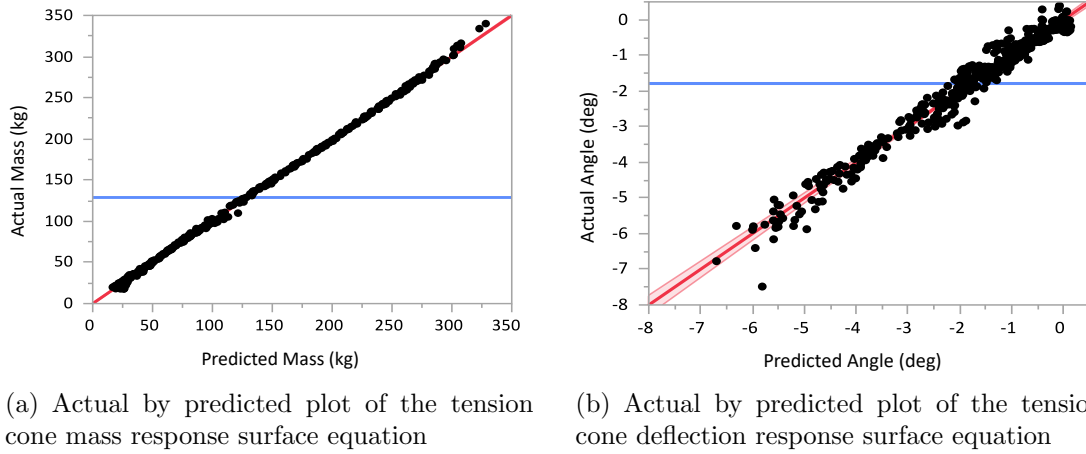 350
300
250
200
150
100
50
0
Actual Mass (kg)
0 50 100 150 200 250 300 350
Predicted Mass (kg)
0
-1
-2
-3
-4
-5
-6
-7
-8
Actual Angle (deg)
-8 -7 -6 -5 -4 -3 -2 -1 0
Predicted Angle (deg)
(a) Actual by predicted plot of the tension
cone mass response surface equation
(b) Actual by predicted plot of the tensio
cone deflection response surface equation